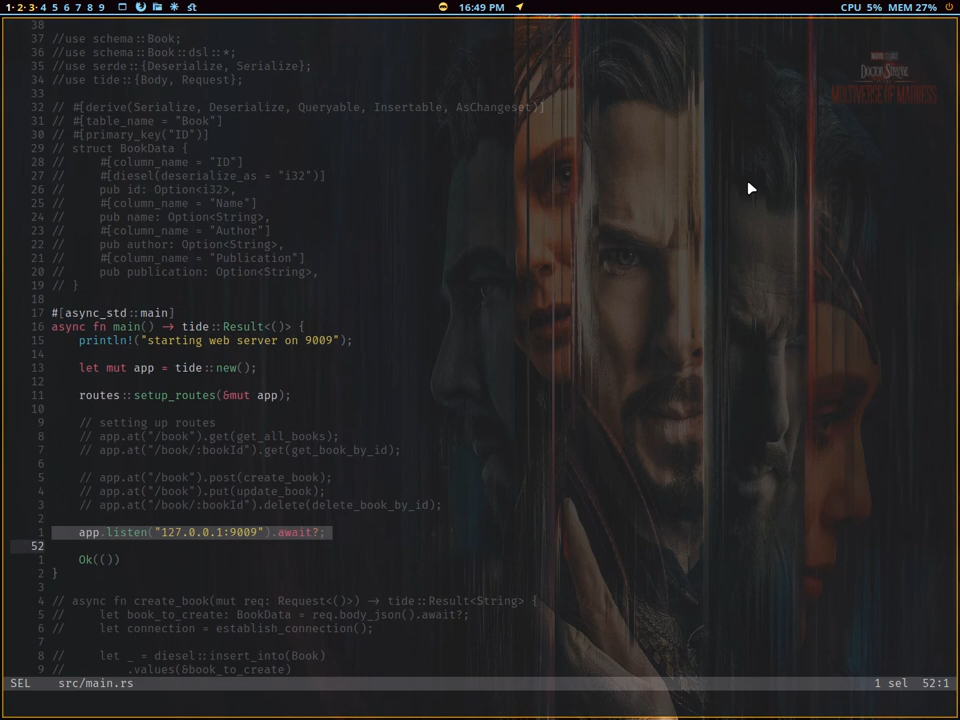 1· 2· 3· 4 5 6 7 8 9 16:49 PM CPU 5% MEM 27%
38
37 //use schema::Book;
36 //use schema::Book::dsl::*;
35 //use serde::{Deserialize, Serialize};
34 //use tide::{Body, Request};
33
32 // #[derive(Serialize, Deserialize, Queryable, Insertable, AsChangeset)]
31 // #[table_name = "Book"]
30 // #[primary_key("ID")]
29 // struct BookData {
28 //     #[column_name = "ID"]
27 //     #[diesel(deserialize_as = "i32")]
26 //     pub id: Option<i32>,
25 //     #[column_name = "Name"]
24 //     pub name: Option<String>,
23 //     #[column_name = "Author"]
22 //     pub author: Option<String>,
21 //     #[column_name = "Publication"]
20 //     pub publication: Option<String>,
19 // }
18
17 #[async_std::main]
16 async fn main() -> tide::Result<()> {
15     println!("starting web server on 9009");
14
13     let mut app = tide::new();
12
11     routes::setup_routes(&mut app);
10
9     // setting up routes
8     // app.at("/book").get(get_all_books);
7     // app.at("/book/:bookId").get(get_book_by_id);
6
5     // app.at("/book").post(create_book);
4     // app.at("/book").put(update_book);
3     // app.at("/book/:bookId").delete(delete_book_by_id);
2
1     app.listen("127.0.0.1:9009").await?;
52
1     Ok(())
2 }
3
4 // async fn create_book(mut req: Request<()>) -> tide::Result<String> {
5 //     let book_to_create: BookData = req.body_json().await?;
6 //     let connection = establish_connection();
7
8 //     let _ = diesel::insert_into(Book)
9 //         .values(&book_to_create)
SEL src/main.rs 1 sel 52:1
MARVEL STUDIOS
DOCTOR STRANGE
MULTIVERSE OF MADNESS